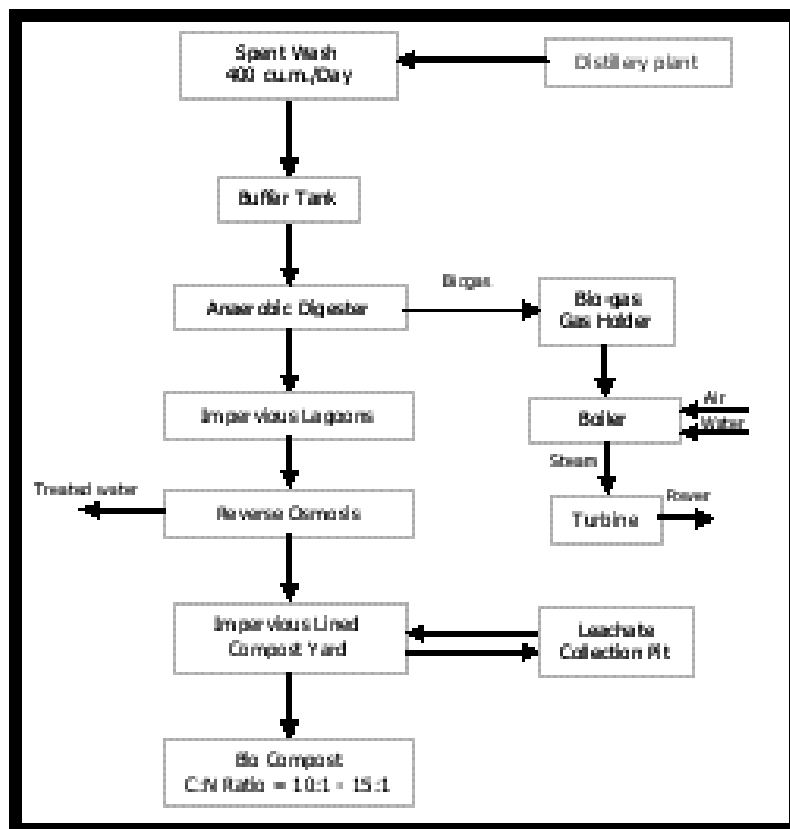 Spent Wash
400 cu.m./Day
Distillery plant
Buffer Tank
Anaerobic Digester
Biogas
Bio-gas
Gas Holder
Impervious Lagoons
Boiler
Air
Water
Steam
Treated water
Reverse Osmosis
Turbine
Power
Impervious Lined
Compost Yard
Leachate
Collection Pit
Bio Compost
C:N Ratio = 10:1 - 15:1